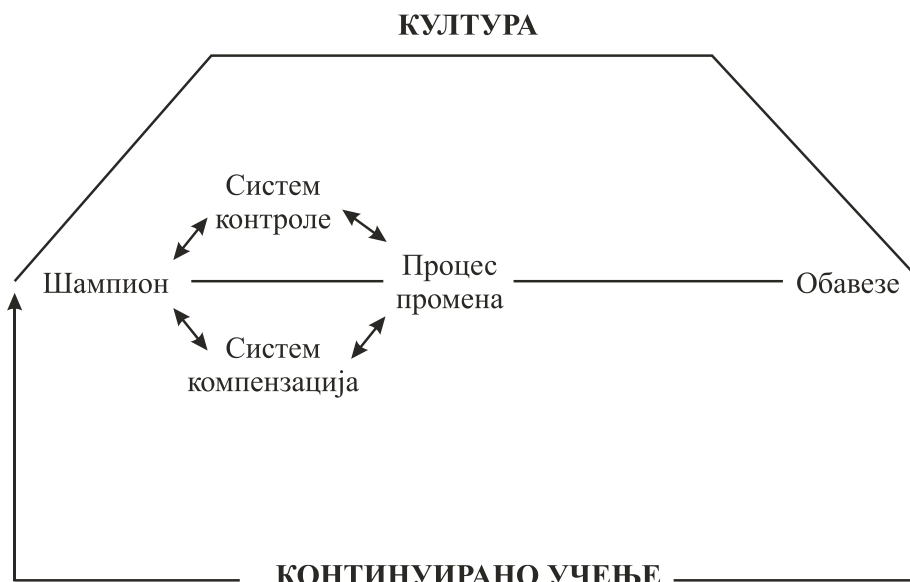 КУЛТУРА
Систем
контроле
Шампион
Процес
промена
Обавезе
Систем
компензација
КОНТИНУИРАНО УЧЕЊЕ